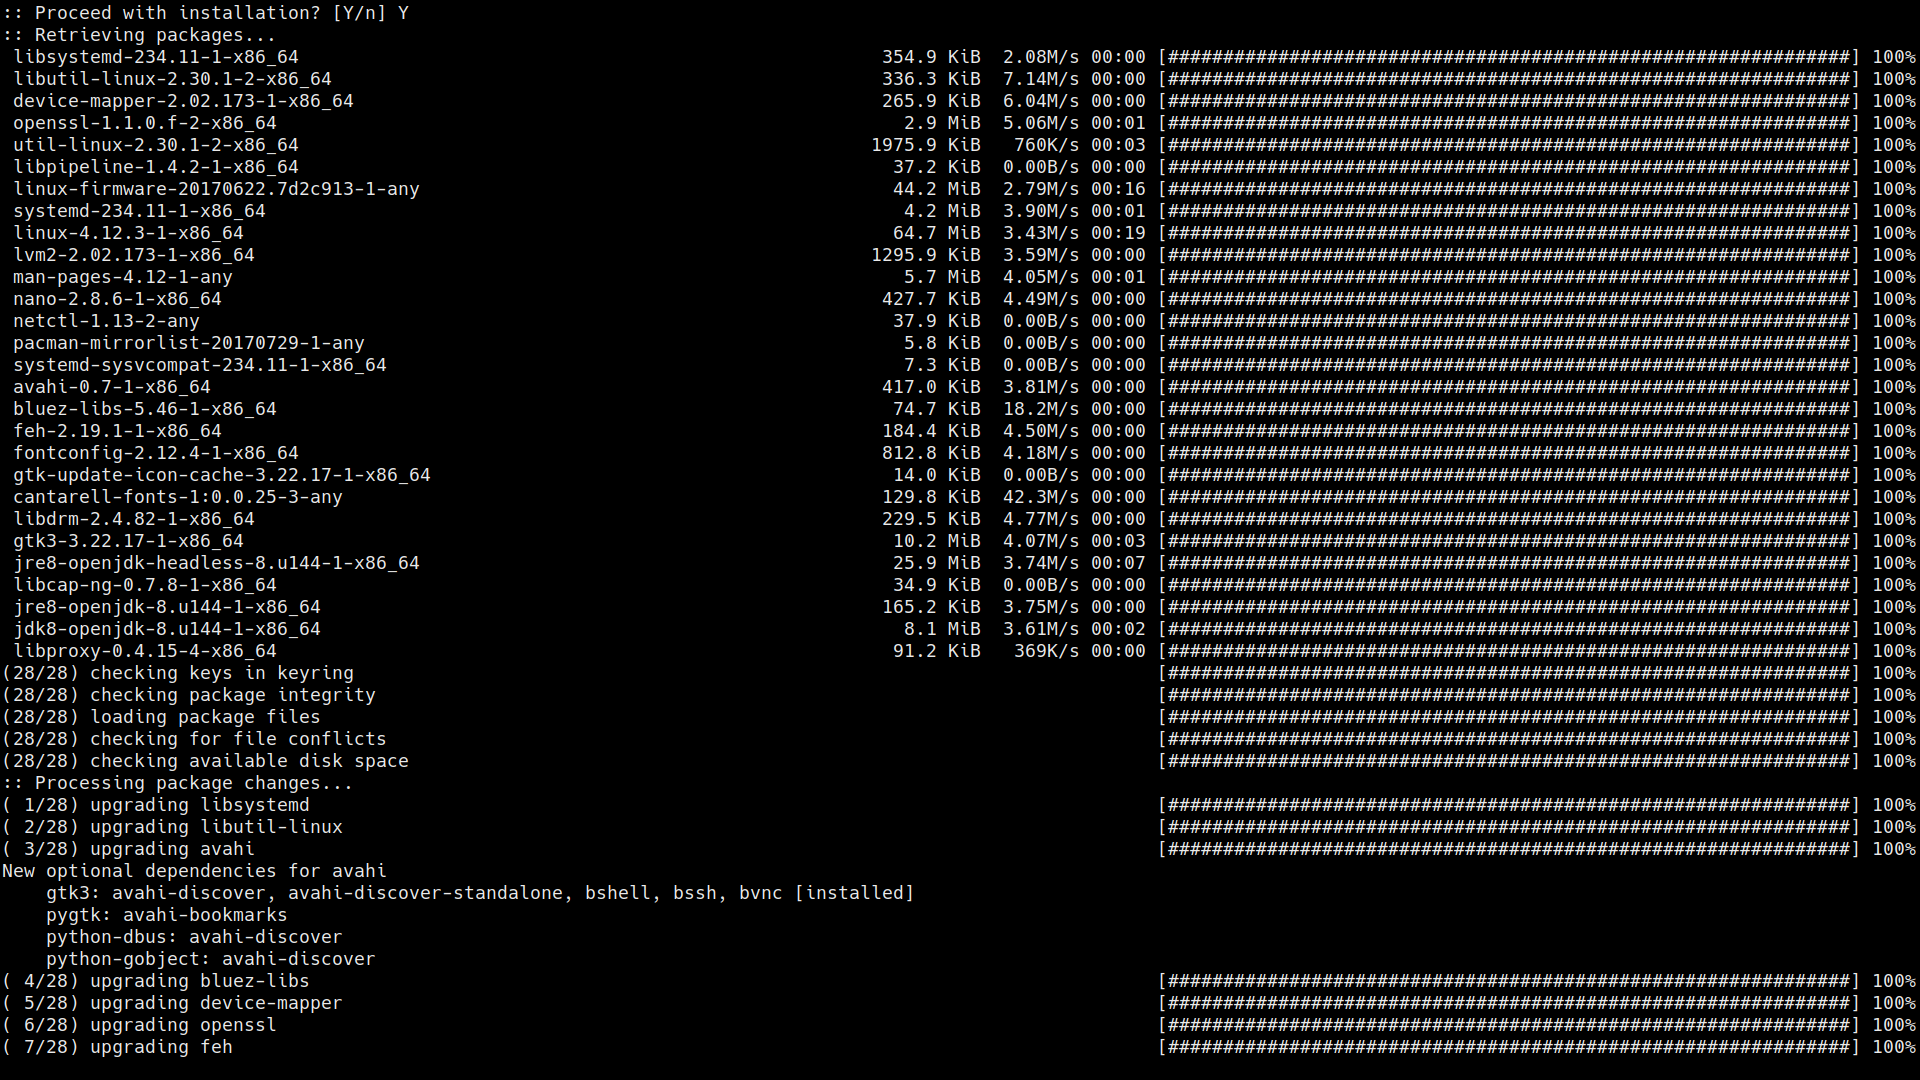 :: Proceed with installation? [Y/n] Y
:: Retrieving packages...
 libsystemd-234.11-1-x86_64 354.9 KiB 2.08M/s 00:00 [##############################################################] 100%
 libutil-linux-2.30.1-2-x86_64 336.3 KiB 7.14M/s 00:00 [##############################################################] 100%
 device-mapper-2.02.173-1-x86_64 265.9 KiB 6.04M/s 00:00 [##############################################################] 100%
 openssl-1.1.0.f-2-x86_64 2.9 MiB 5.06M/s 00:01 [##############################################################] 100%
 util-linux-2.30.1-2-x86_64 1975.9 KiB 760K/s 00:03 [##############################################################] 100%
 libpipeline-1.4.2-1-x86_64 37.2 KiB 0.00B/s 00:00 [##############################################################] 100%
 linux-firmware-20170622.7d2c913-1-any 44.2 MiB 2.79M/s 00:16 [##############################################################] 100%
 systemd-234.11-1-x86_64 4.2 MiB 3.90M/s 00:01 [##############################################################] 100%
 linux-4.12.3-1-x86_64 64.7 MiB 3.43M/s 00:19 [##############################################################] 100%
 lvm2-2.02.173-1-x86_64 1295.9 KiB 3.59M/s 00:00 [##############################################################] 100%
 man-pages-4.12-1-any 5.7 MiB 4.05M/s 00:01 [##############################################################] 100%
 nano-2.8.6-1-x86_64 427.7 KiB 4.49M/s 00:00 [##############################################################] 100%
 netctl-1.13-2-any 37.9 KiB 0.00B/s 00:00 [##############################################################] 100%
 pacman-mirrorlist-20170729-1-any 5.8 KiB 0.00B/s 00:00 [##############################################################] 100%
 systemd-sysvcompat-234.11-1-x86_64 7.3 KiB 0.00B/s 00:00 [##############################################################] 100%
 avahi-0.7-1-x86_64 417.0 KiB 3.81M/s 00:00 [##############################################################] 100%
 bluez-libs-5.46-1-x86_64 74.7 KiB 18.2M/s 00:00 [##############################################################] 100%
 feh-2.19.1-1-x86_64 184.4 KiB 4.50M/s 00:00 [##############################################################] 100%
 fontconfig-2.12.4-1-x86_64 812.8 KiB 4.18M/s 00:00 [##############################################################] 100%
 gtk-update-icon-cache-3.22.17-1-x86_64 14.0 KiB 0.00B/s 00:00 [##############################################################] 100%
 cantarell-fonts-1:0.0.25-3-any 129.8 KiB 42.3M/s 00:00 [##############################################################] 100%
 libdrm-2.4.82-1-x86_64 229.5 KiB 4.77M/s 00:00 [##############################################################] 100%
 gtk3-3.22.17-1-x86_64 10.2 MiB 4.07M/s 00:03 [##############################################################] 100%
 jre8-openjdk-headless-8.u144-1-x86_64 25.9 MiB 3.74M/s 00:07 [##############################################################] 100%
 libcap-ng-0.7.8-1-x86_64 34.9 KiB 0.00B/s 00:00 [##############################################################] 100%
 jre8-openjdk-8.u144-1-x86_64 165.2 KiB 3.75M/s 00:00 [##############################################################] 100%
 jdk8-openjdk-8.u144-1-x86_64 8.1 MiB 3.61M/s 00:02 [##############################################################] 100%
 libproxy-0.4.15-4-x86_64 91.2 KiB 369K/s 00:00 [##############################################################] 100%
(28/28) checking keys in keyring [##############################################################] 100%
(28/28) checking package integrity [##############################################################] 100%
(28/28) loading package files [##############################################################] 100%
(28/28) checking for file conflicts [##############################################################] 100%
(28/28) checking available disk space [##############################################################] 100%
:: Processing package changes...
( 1/28) upgrading libsystemd [##############################################################] 100%
( 2/28) upgrading libutil-linux [##############################################################] 100%
( 3/28) upgrading avahi [##############################################################] 100%
New optional dependencies for avahi
    gtk3: avahi-discover, avahi-discover-standalone, bshell, bssh, bvnc [installed]
    pygtk: avahi-bookmarks
    python-dbus: avahi-discover
    python-gobject: avahi-discover
( 4/28) upgrading bluez-libs [##############################################################] 100%
( 5/28) upgrading device-mapper [##############################################################] 100%
( 6/28) upgrading openssl [##############################################################] 100%
( 7/28) upgrading feh [##############################################################] 100%